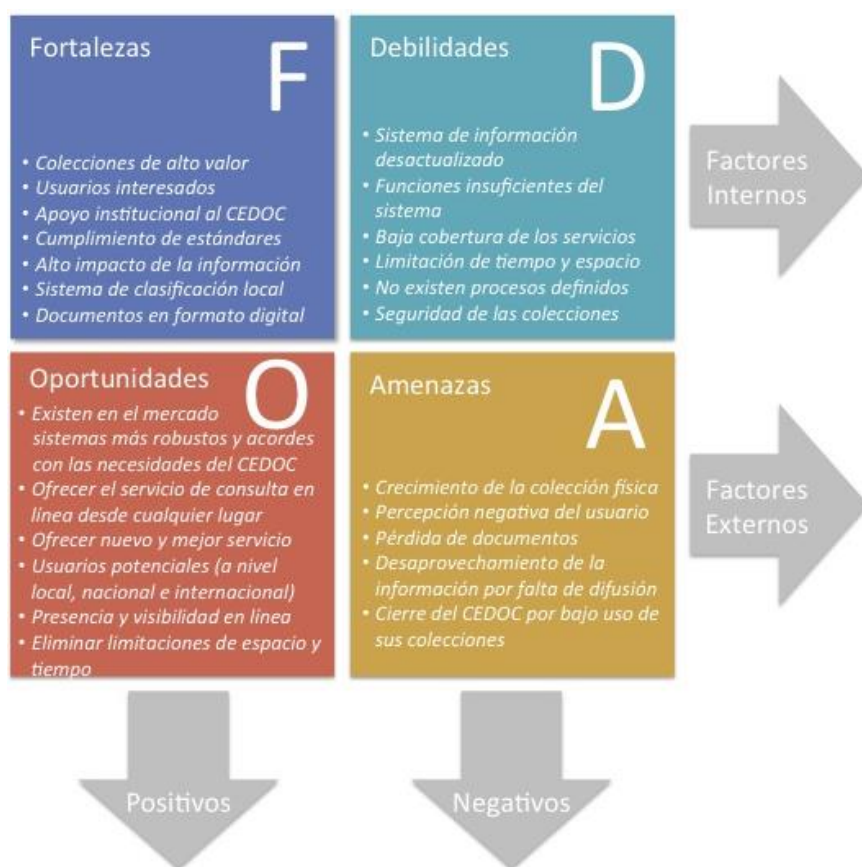 Fortalezas
F
• Colecciones de alto valor
• Usuarios interesados
• Apoyo institucional al CEDOC
• Cumplimiento de estándares
• Alto impacto de la información
• Sistema de clasificación local
• Documentos en formato digital
Debilidades
D
• Sistema de información
desactualizado
• Funciones insuficientes del
sistema
• Baja cobertura de los servicios
• Limitación de tiempo y espacio
• No existen procesos definidos
• Seguridad de las colecciones
Factores
Internos
Oportunidades
O
• Existen en el mercado
sistemas más robustos y acordes
con las necesidades del CEDOC
• Ofrecer el servicio de consulta en
línea desde cualquier lugar
• Ofrecer nuevo y mejor servicio
• Usuarios potenciales (a nivel
local, nacional e internacional)
• Presencia y visibilidad en línea
• Eliminar limitaciones de espacio y
tiempo
Amenazas
A
• Crecimiento de la colección física
• Percepción negativa del usuario
• Pérdida de documentos
• Desaprovechamiento de la
información por falta de difusión
• Cierre del CEDOC por bajo uso de
sus colecciones
Factores
Externos
Positivos
Negativos